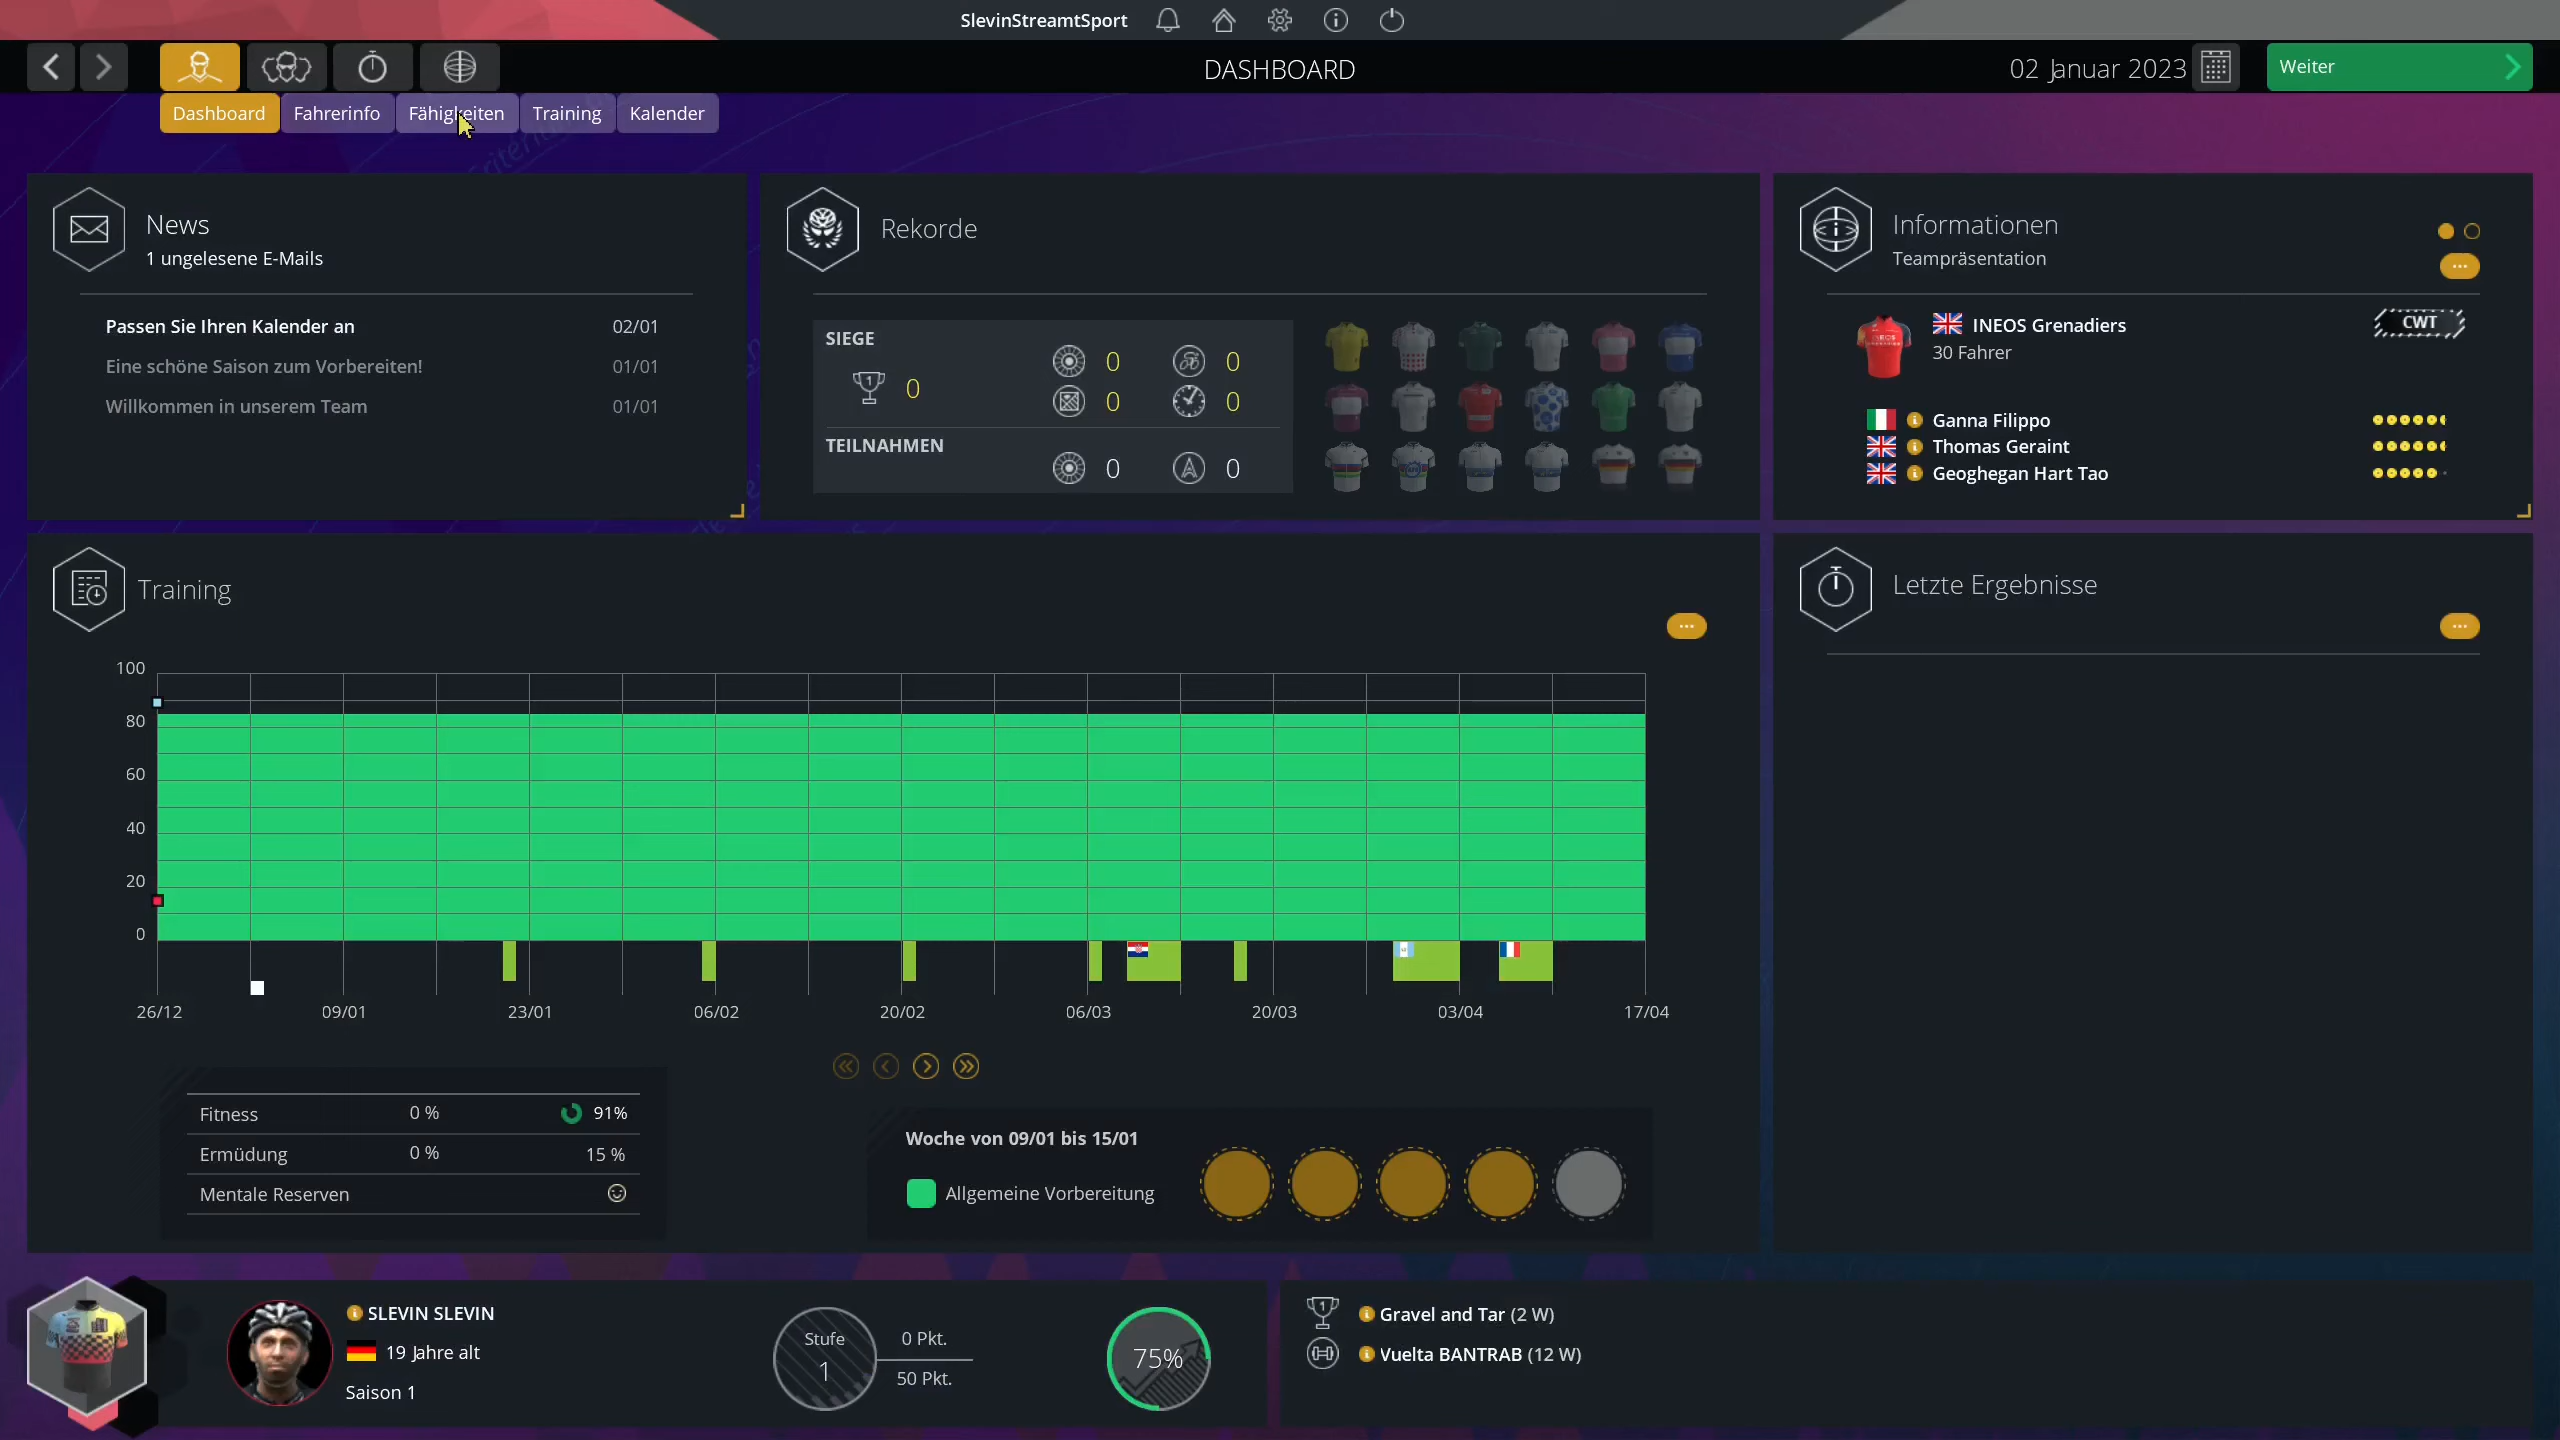 SlevinStreamtSport
DASHBOARD
02 Januar 2023
Weiter
Dashboard
Fahrerinfo
Fähigkeiten
Training
Kalender
News
1 ungelesene E-Mails
Passen Sie Ihren Kalender an 02/01
Eine schöne Saison zum Vorbereiten! 01/01
Willkommen in unserem Team 01/01
Rekorde
SIEGE
0
0 0
0 0
TEILNAHMEN
0 0
Informationen
Teampräsentation
INEOS Grenadiers
CWT
30 Fahrer
Ganna Filippo
Thomas Geraint
Geoghegan Hart Tao
Training
100
80
60
40
20
0
26/12 09/01 23/01 06/02 20/02 06/03 20/03 03/04 17/04
Fitness 0 % 91%
Ermüdung 0 % 15 %
Mentale Reserven
Woche von 09/01 bis 15/01
Allgemeine Vorbereitung
Letzte Ergebnisse
SLEVIN SLEVIN
19 Jahre alt
Saison 1
Stufe
1
0 Pkt.
50 Pkt.
75%
Gravel and Tar (2 W)
Vuelta BANTRAB (12 W)